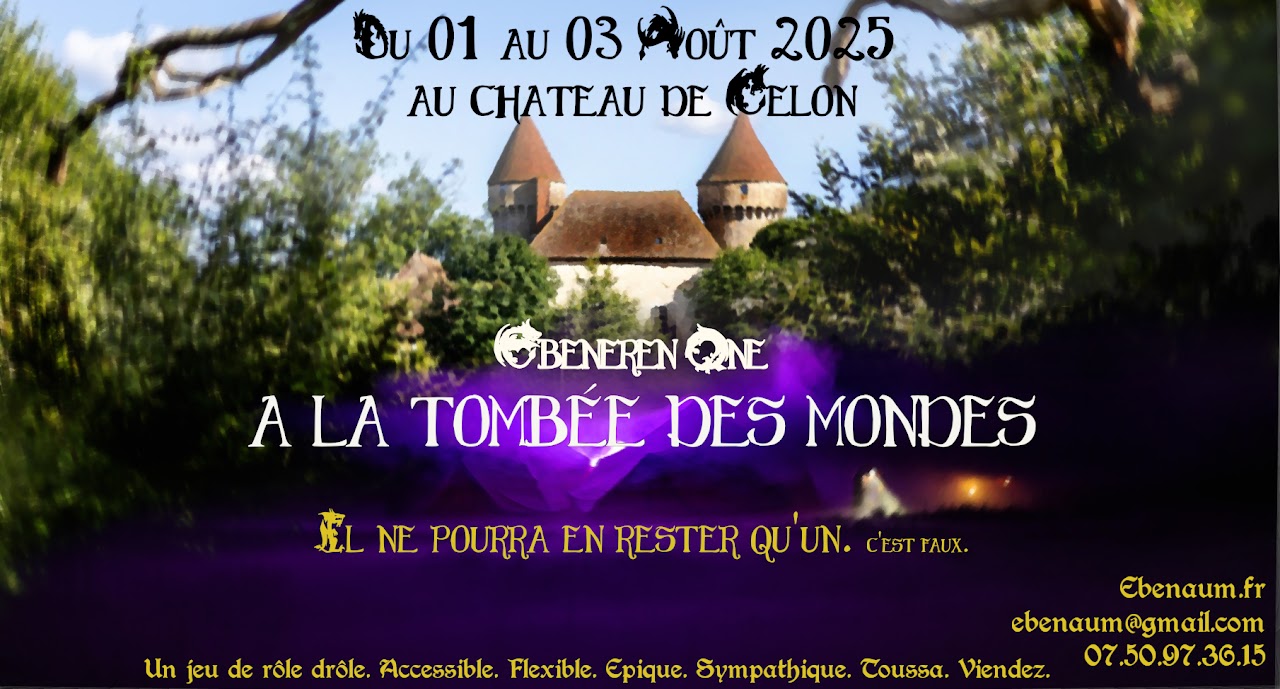 Du 01 au 03 Août 2025
au chateau de Celon
Ebeneren One
A la tombée des mondes
Il ne pourra en rester qu'un. c'est faux.
Ebenaum.fr
ebenaum@gmail.com
07.50.97.36.15
Un jeu de rôle drôle. Accessible. Flexible. Epique. Sympathique. Toussa. Viendez.